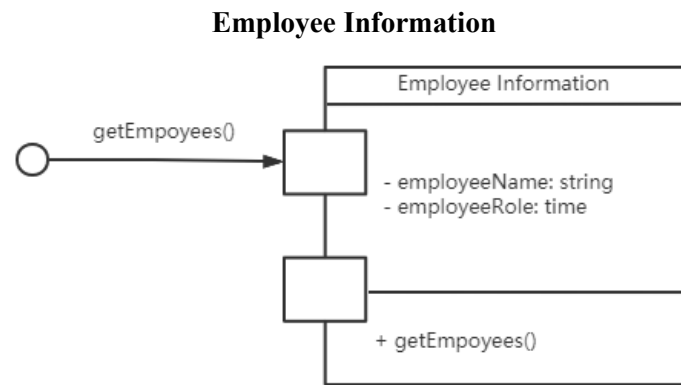 Employee Information
Employee Information
getEmpoyees()
- employeeName: string
- employeeRole: time
+ getEmpoyees()